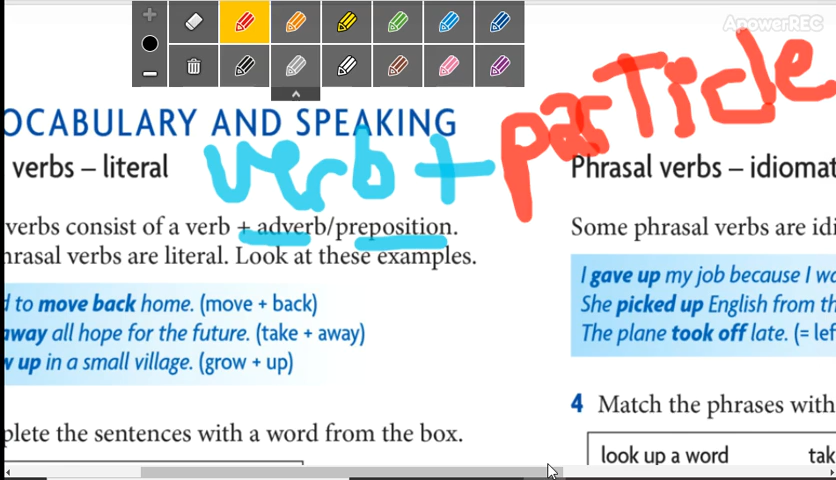 ApowerREC
OCABULARY AND SPEAKING
verb + particle
verbs – literal
verbs consist of a verb + adverb/preposition.
hrasal verbs are literal. Look at these examples.
d to move back home. (move + back)
away all hope for the future. (take + away)
w up in a small village. (grow + up)
plete the sentences with a word from the box.
Phrasal verbs – idiomat
Some phrasal verbs are idi
I gave up my job because I wo
She picked up English from th
The plane took off late. (= left
4 Match the phrases with
look up a word tak